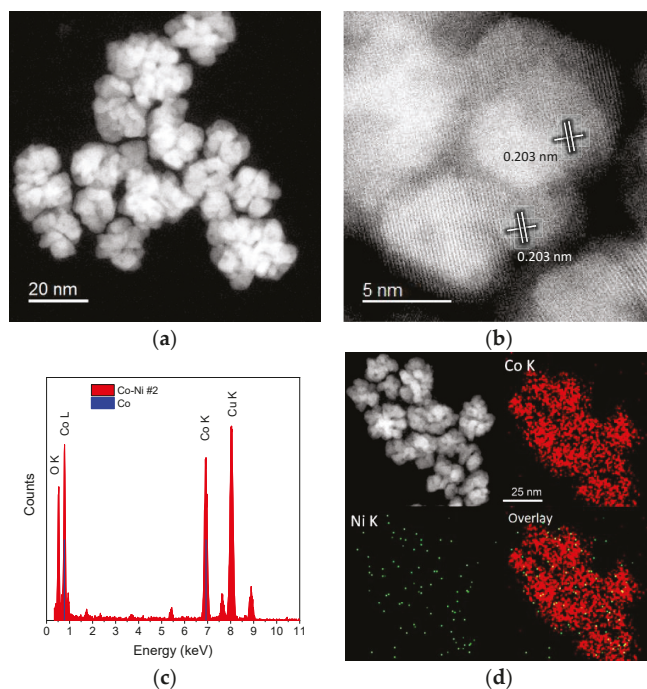 20 nm
(a)
0.203 nm
0.203 nm
5 nm
(b)
Co-Ni #2
Co
O K
Co L
Co K
Cu K
Counts
0 1 2 3 4 5 6 7 8 9 10 11
Energy (keV)
(c)
Co K
25 nm
Ni K
Overlay
(d)